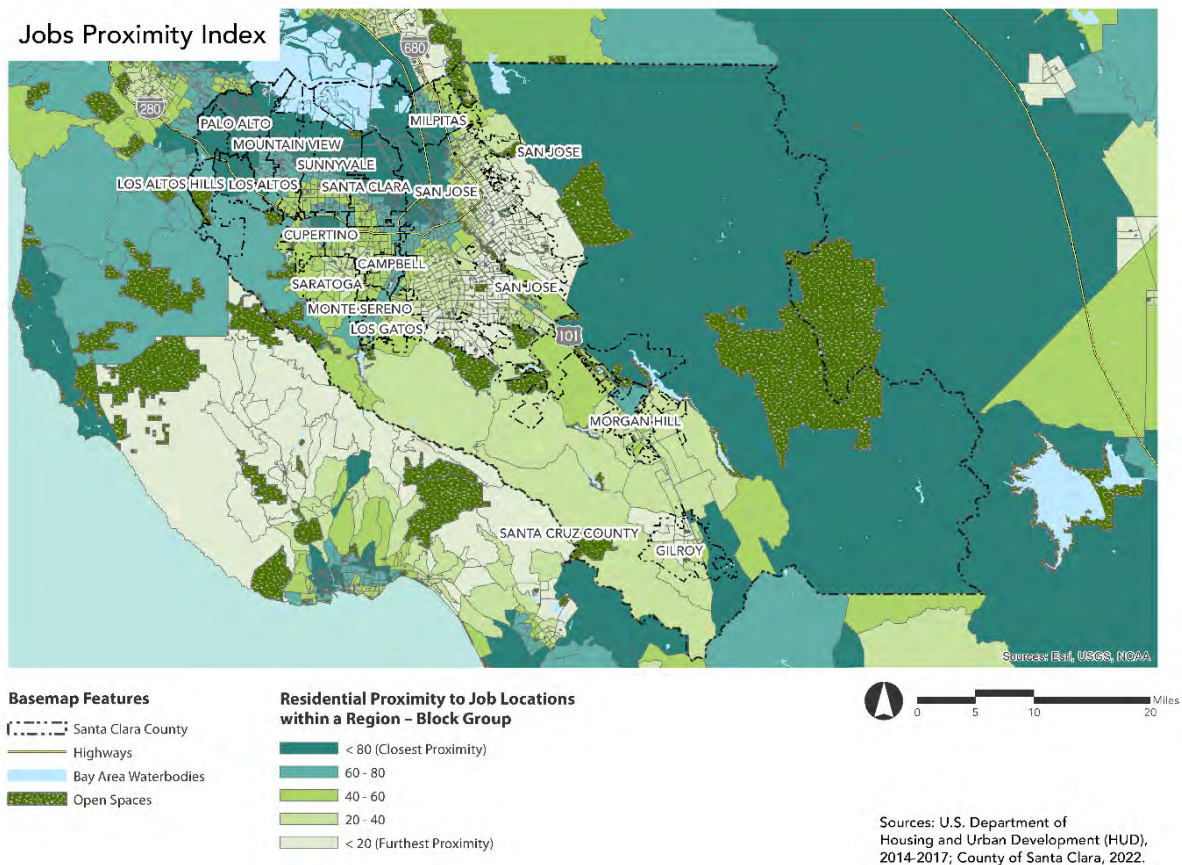 Jobs Proximity Index
680
280
PALO ALTO
MILPITAS
MOUNTAIN VIEW
SAN JOSE
SUNNYVALE
LOS ALTOS HILLS
LOS ALTOS
SANTA CLARA
SAN JOSE
CUPERTINO
CAMPBELL
SARATOGA
SAN JOSE
MONTE SERENO
LOS GATOS
101
MORGAN HILL
SANTA CRUZ COUNTY
GILROY
Sources: Esri, USGS, NOAA
Basemap Features
Santa Clara County
Highways
Bay Area Waterbodies
Open Spaces
Residential Proximity to Job Locations
within a Region – Block Group
< 80 (Closest Proximity)
60 - 80
40 - 60
20 - 40
< 20 (Furthest Proximity)
Miles
0 5 10 20
Sources: U.S. Department of
Housing and Urban Development (HUD),
2014-2017; County of Santa Clara, 2022.